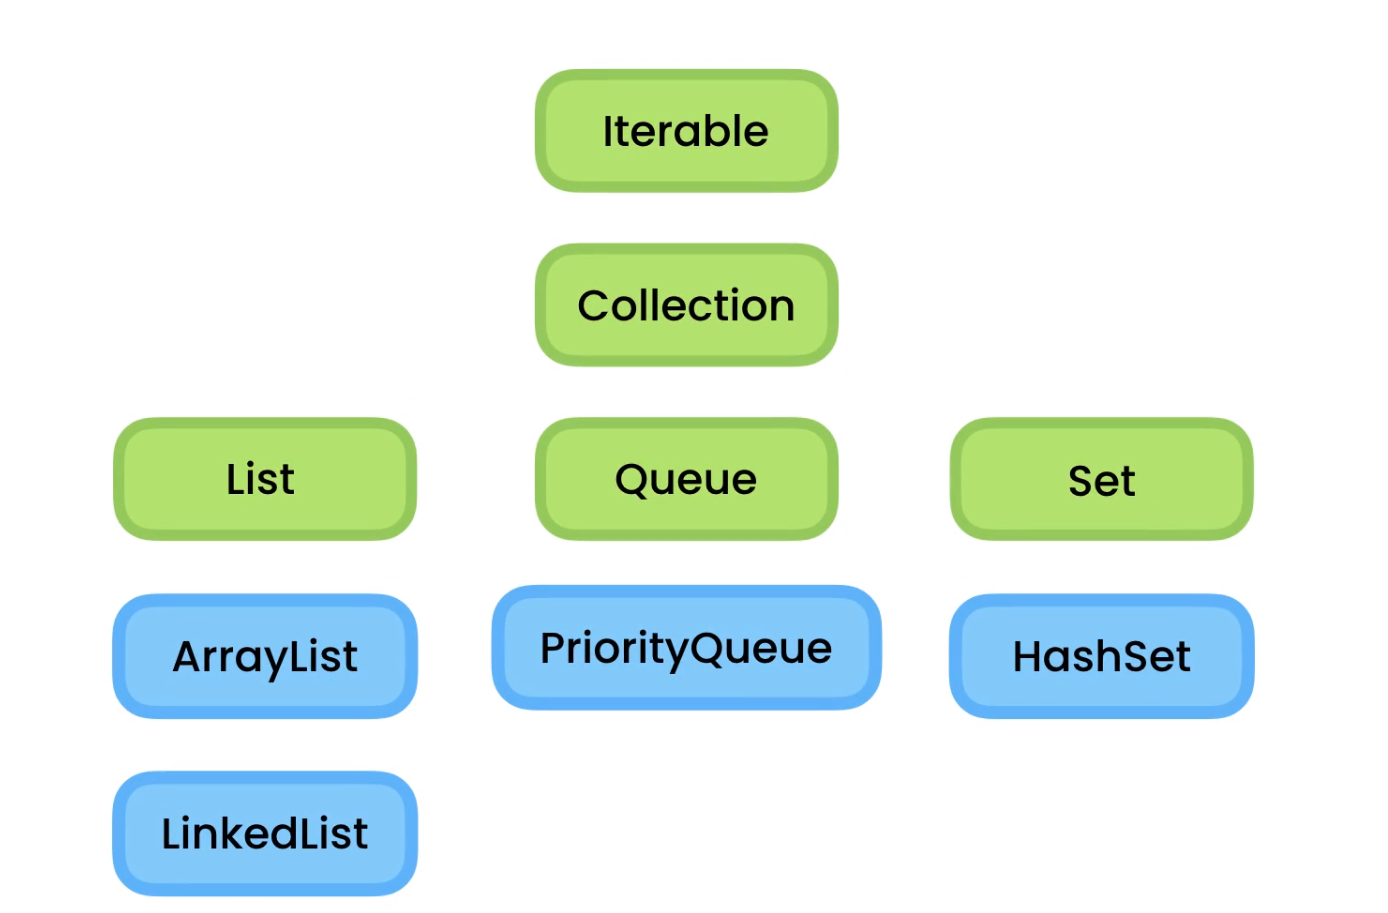 Iterable
Collection
List
Queue
Set
ArrayList
PriorityQueue
HashSet
LinkedList